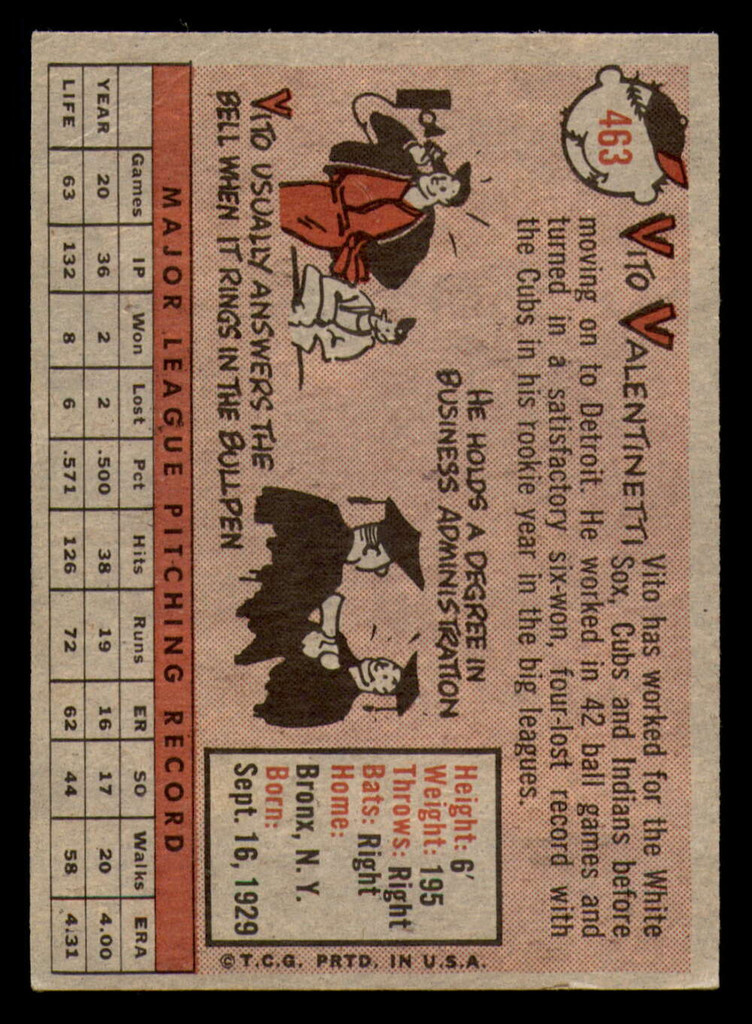 463
VITO VALENTINETTI
Vito has worked for the White
Sox, Cubs and Indians before
moving on to Detroit. He worked in 42 ball games and
turned in a satisfactory six-won, four-lost record with
the Cubs in his rookie year in the big leagues.
HE HOLDS A DEGREE IN
BUSINESS ADMINISTRATION
VITO USUALLY ANSWERS THE
BELL WHEN IT RINGS IN THE BULLPEN
Height: 6'
Weight: 195
Throws: Right
Bats: Right
Home:
Bronx, N. Y.
Born:
Sept. 16, 1929
©T.C.G. PRTD. IN U.S.A.
MAJOR LEAGUE PITCHING RECORD
Games IP Won Lost Pct Hits Runs ER SO Walks ERA
YEAR 20 36 2 2 .500 38 19 16 17 20 4.00
LIFE 63 132 8 6 .571 126 72 62 44 58 4.31